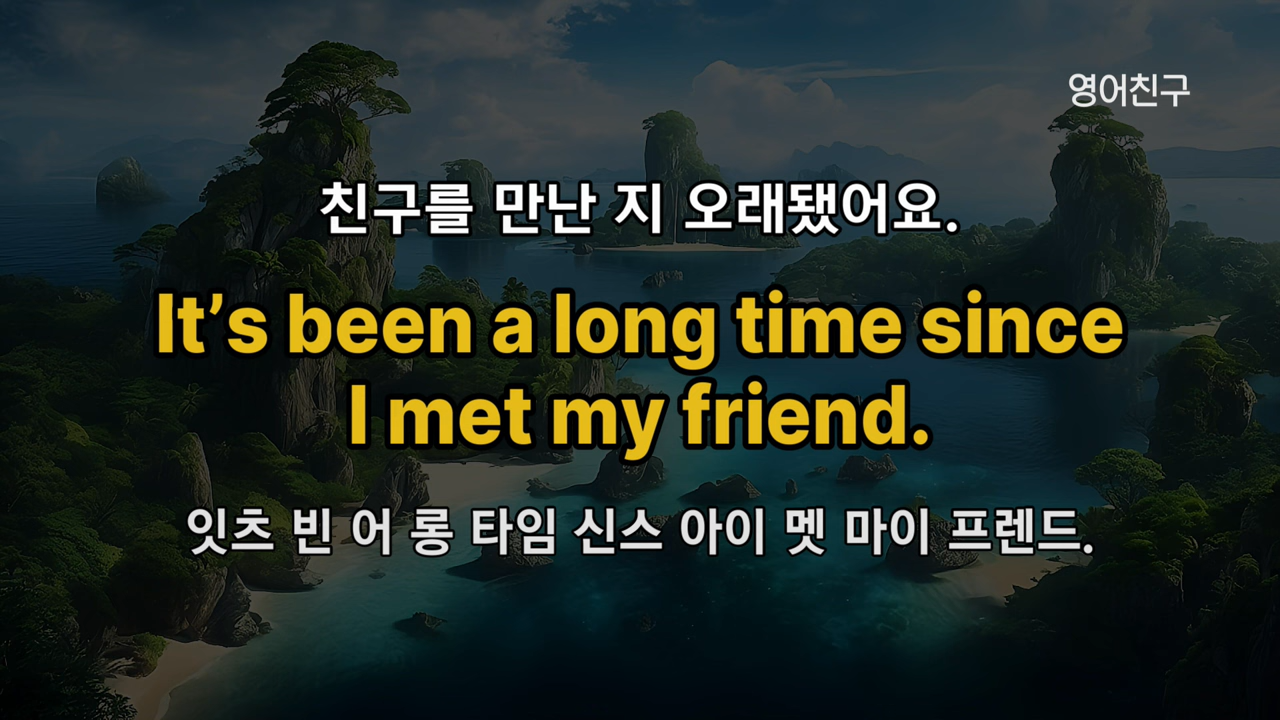 영어친구
친구를 만난 지 오래됐어요.
It’s been a long time since
I met my friend.
잇츠 빈 어 롱 타임 신스 아이 멧 마이 프렌드.